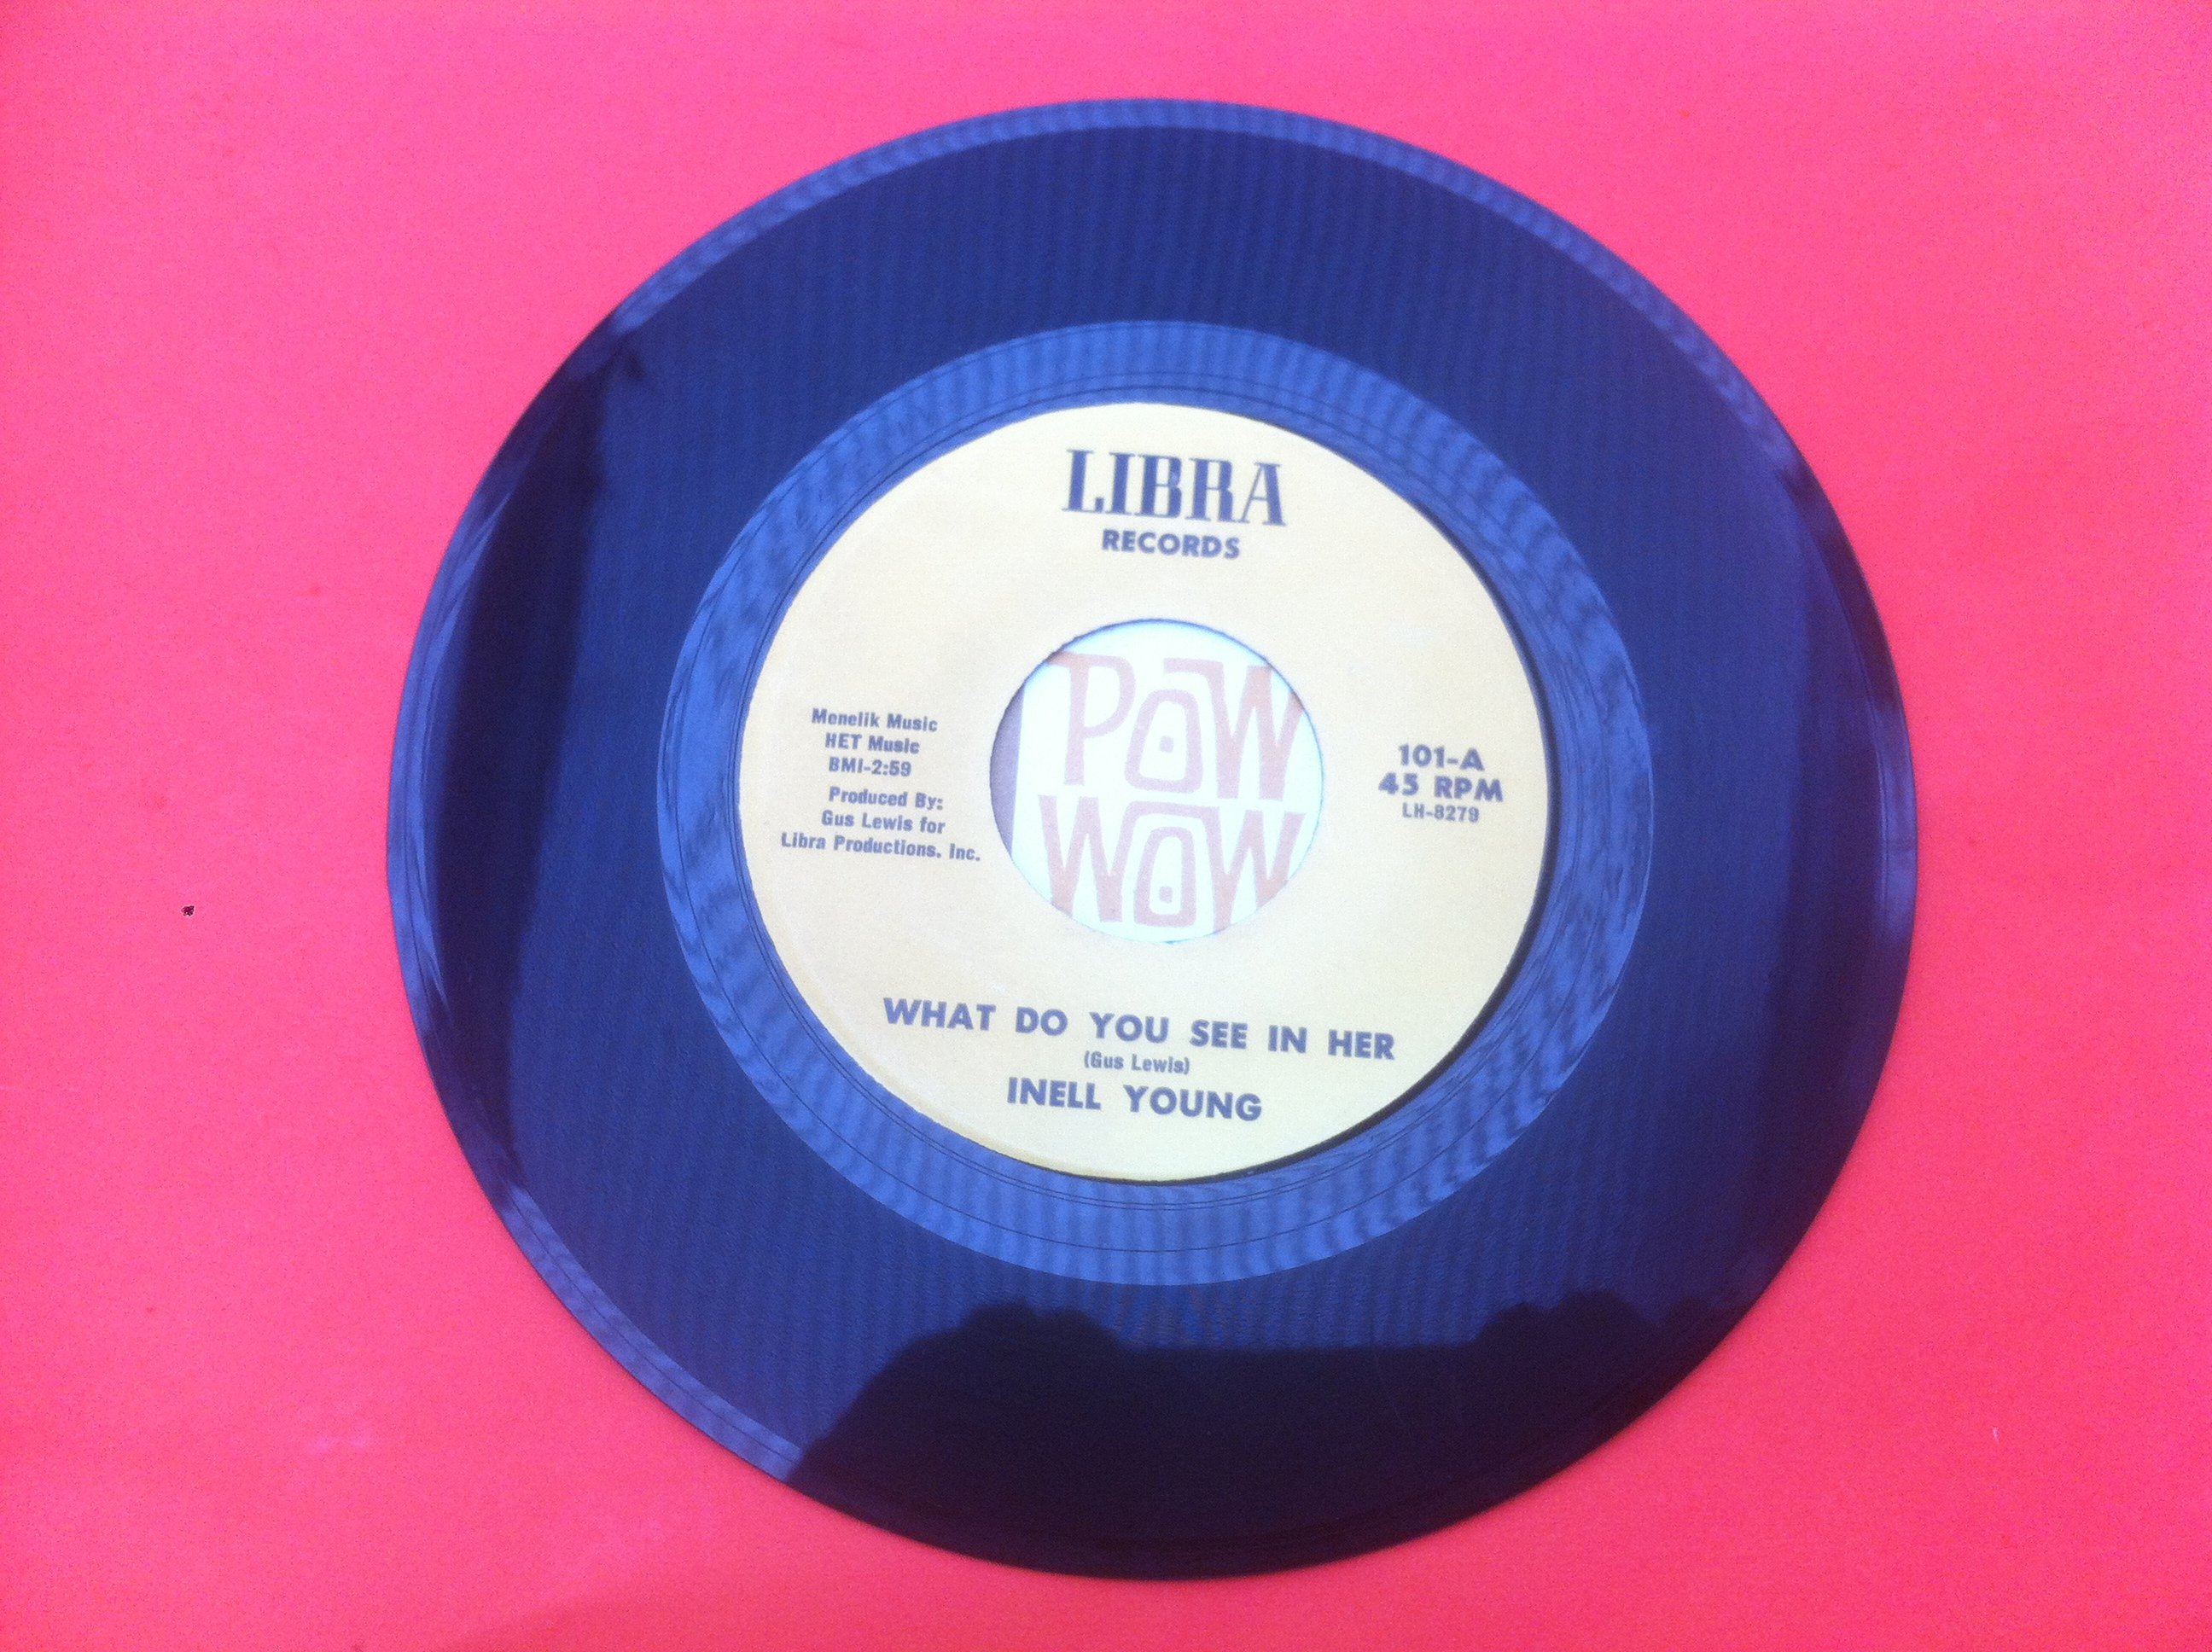 LIBRA
RECORDS
Menelik Music
HET Music
BMI-2:59
Produced By:
Gus Lewis for
Libra Productions, Inc.
POW
WOW
101-A
45 RPM
LH-8279
WHAT DO YOU SEE IN HER
(Gus Lewis)
INELL YOUNG